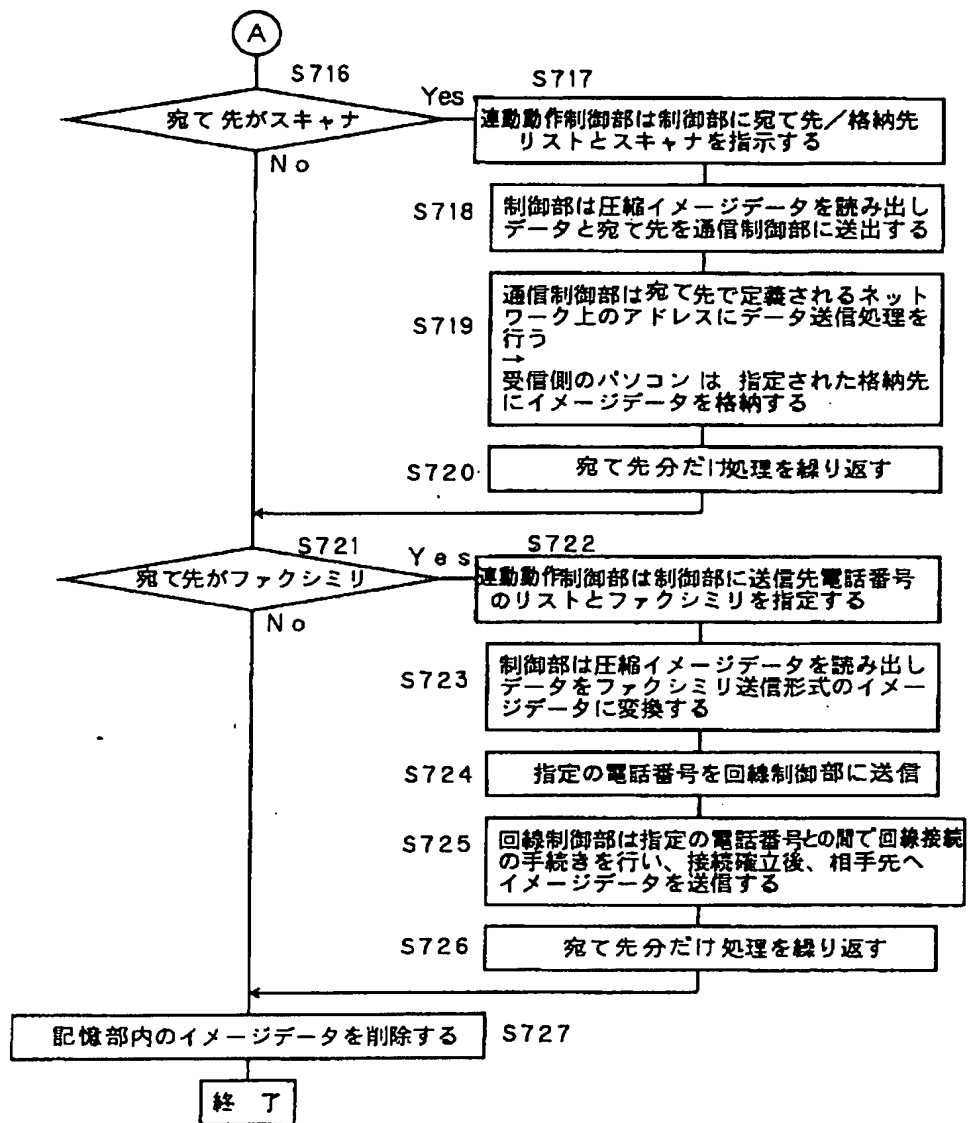 A
S716
宛て先がスキャナ
Yes
No
S717
連動動作制御部は制御部に宛て先/格納先
リストとスキャナを指示する
S718
制御部は圧縮イメージデータを読み出し
データと宛て先を通信制御部に送出する
S719
通信制御部は宛て先で定義されるネット
ワーク上のアドレスにデータ送信処理を
行う
→
受信側のパソコンは 指定された格納先
にイメージデータを格納する
S720
宛て先分だけ処理を繰り返す
S721
宛て先がファクシミリ
Yes
No
S722
連動動作制御部は制御部に送信先電話番号
のリストとファクシミリを指定する
S723
制御部は圧縮イメージデータを読み出し
データをファクシミリ送信形式のイメー
ジデータに変換する
S724
指定の電話番号を回線制御部に送信
S725
回線制御部は指定の電話番号との間で回線接続
の手続きを行い、接続確立後、相手先へ
イメージデータを送信する
S726
宛て先分だけ処理を繰り返す
記憶部内のイメージデータを削除する
S727
終 了